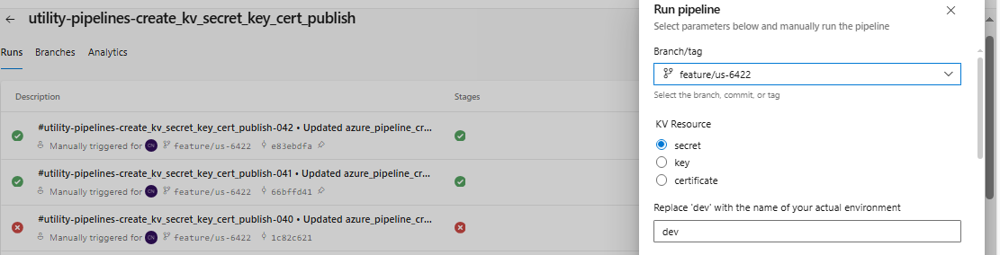 utility-pipelines-create_kv_secret_key_cert_publish
Runs Branches Analytics
Description Stages
#utility-pipelines-create_kv_secret_key_cert_publish-042 • Updated azure_pipeline_cr...
Manually triggered for CN feature/us-6422 e83ebdfa
#utility-pipelines-create_kv_secret_key_cert_publish-041 • Updated azure_pipeline_cr...
Manually triggered for CN feature/us-6422 66bffd41
#utility-pipelines-create_kv_secret_key_cert_publish-040 • Updated azure_pipeline_cr...
Manually triggered for CN feature/us-6422 1c82c621
Run pipeline
Select parameters below and manually run the pipeline
Branch/tag
feature/us-6422
Select the branch, commit, or tag
KV Resource
secret
key
certificate
Replace 'dev' with the name of your actual environment
dev